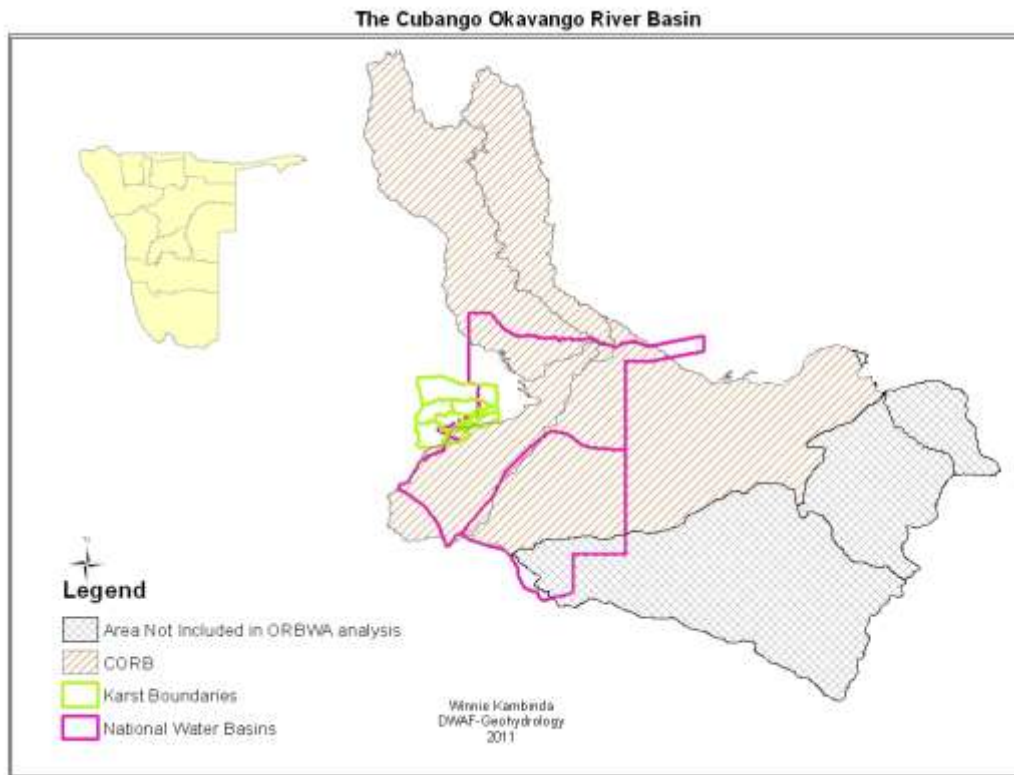 The Cubango Okavango River Basin
Legend
Area Not Included in ORBWA analysis
CORB
Karst Boundaries
National Water Basins
Winnie Kambinda
DWAF-Geohydrology
2011